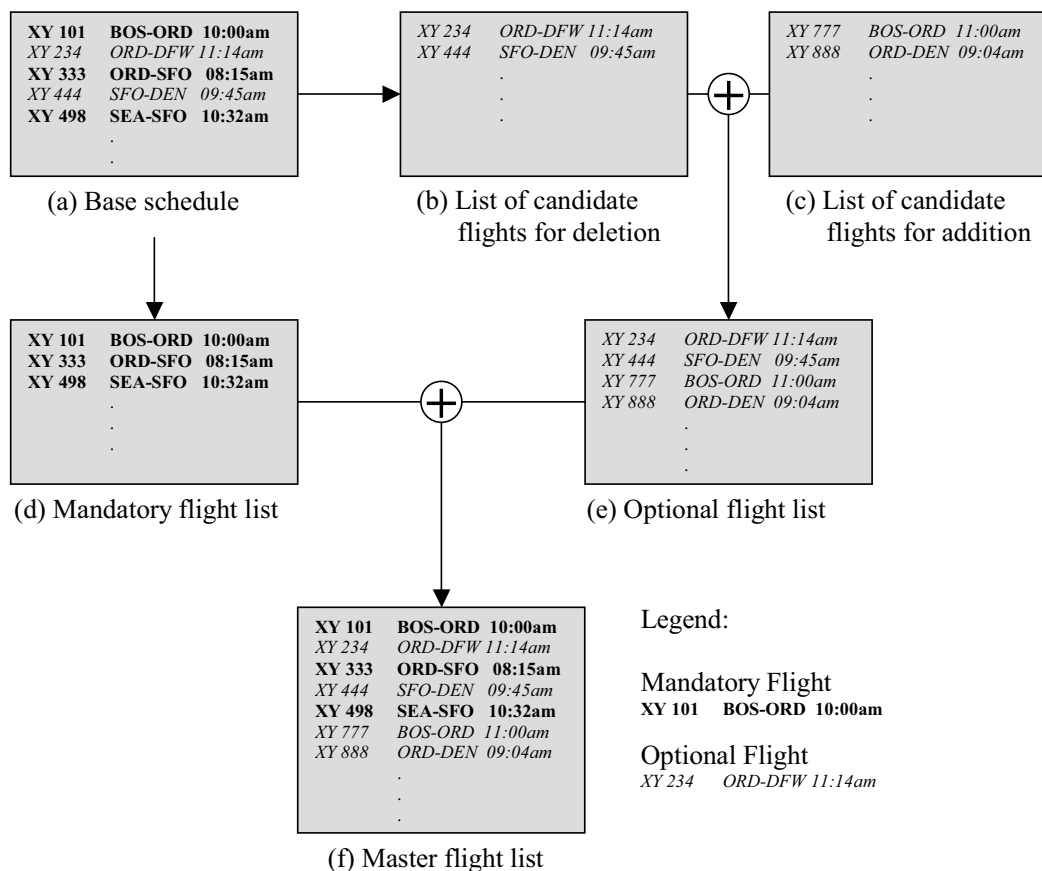 XY 101 BOS-ORD 10:00am
XY 234 ORD-DFW 11:14am
XY 333 ORD-SFO 08:15am
XY 444 SFO-DEN 09:45am
XY 498 SEA-SFO 10:32am
.
.
(a) Base schedule
XY 234 ORD-DFW 11:14am
XY 444 SFO-DEN 09:45am
.
.
.
(b) List of candidate
flights for deletion
XY 777 BOS-ORD 11:00am
XY 888 ORD-DEN 09:04am
.
.
.
(c) List of candidate
flights for addition
XY 101 BOS-ORD 10:00am
XY 333 ORD-SFO 08:15am
XY 498 SEA-SFO 10:32am
.
.
.
(d) Mandatory flight list
XY 234 ORD-DFW 11:14am
XY 444 SFO-DEN 09:45am
XY 777 BOS-ORD 11:00am
XY 888 ORD-DEN 09:04am
.
.
.
(e) Optional flight list
XY 101 BOS-ORD 10:00am
XY 234 ORD-DFW 11:14am
XY 333 ORD-SFO 08:15am
XY 444 SFO-DEN 09:45am
XY 498 SEA-SFO 10:32am
XY 777 BOS-ORD 11:00am
XY 888 ORD-DEN 09:04am
.
.
.
(f) Master flight list
Legend:
Mandatory Flight
XY 101 BOS-ORD 10:00am
Optional Flight
XY 234 ORD-DFW 11:14am